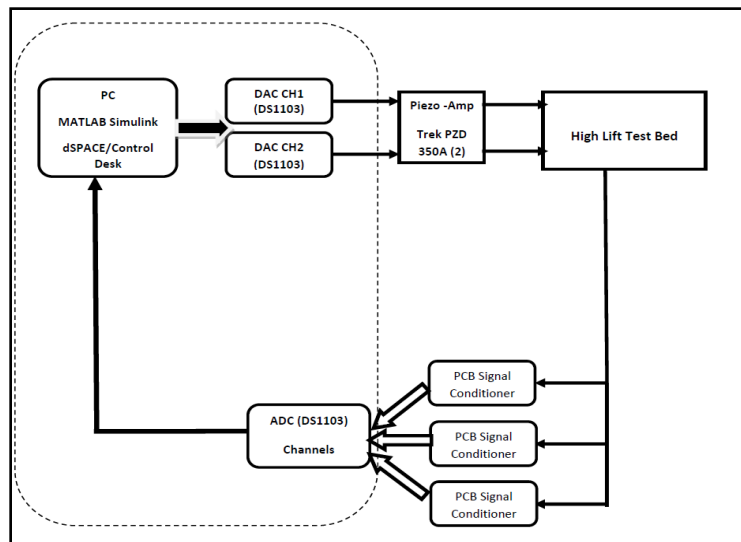 PC
MATLAB Simulink
dSPACE/Control
Desk
DAC CH1
(DS1103)
DAC CH2
(DS1103)
Piezo -Amp
Trek PZD
350A (2)
High Lift Test Bed
PCB Signal
Conditioner
ADC (DS1103)
Channels
PCB Signal
Conditioner
PCB Signal
Conditioner